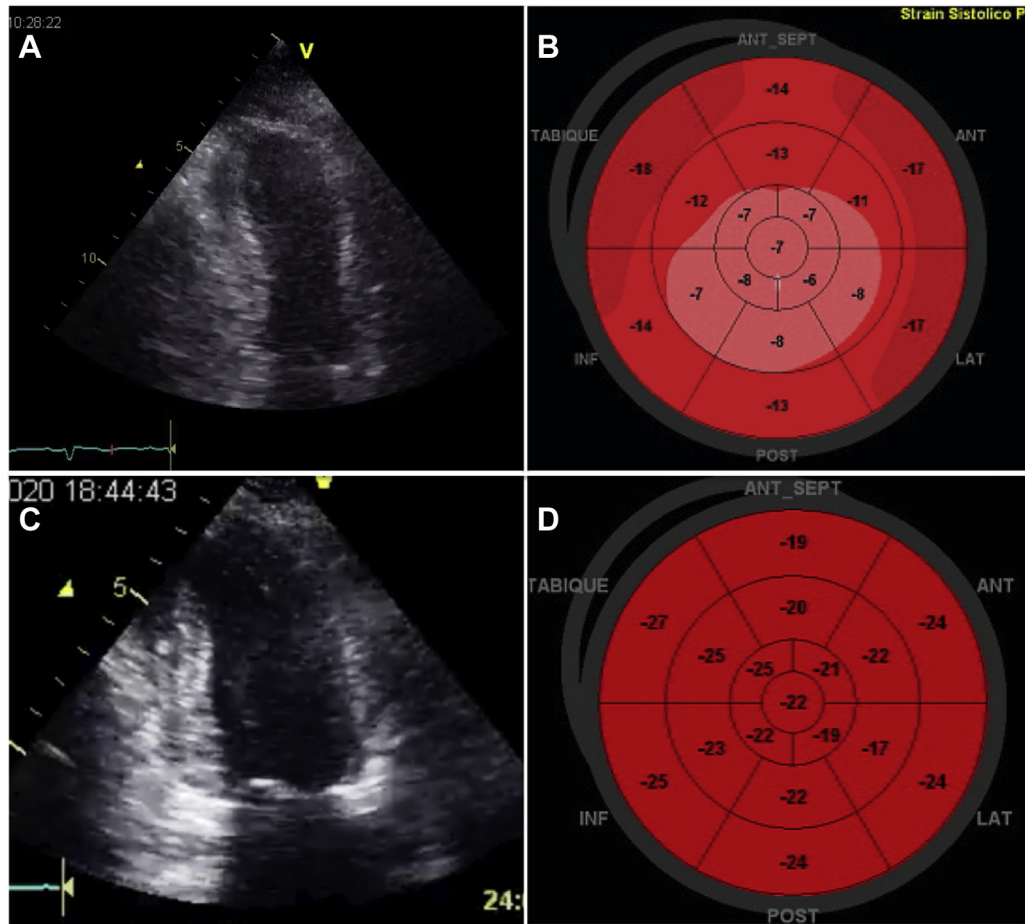 10:28:22
A
V
5
10
Strain Sistolico P
B
ANT_SEPT
TABIQUE
ANT
INF
LAT
POST
-14
-13
-18
-17
-12
-11
-7
-7
-7
-8
-6
-7
-8
-14
-17
-8
-13
020 18:44:43
C
5
24:
D
ANT_SEPT
TABIQUE
ANT
INF
LAT
POST
-19
-20
-27
-24
-25
-22
-25
-21
-22
-22
-19
-23
-17
-25
-24
-22
-24